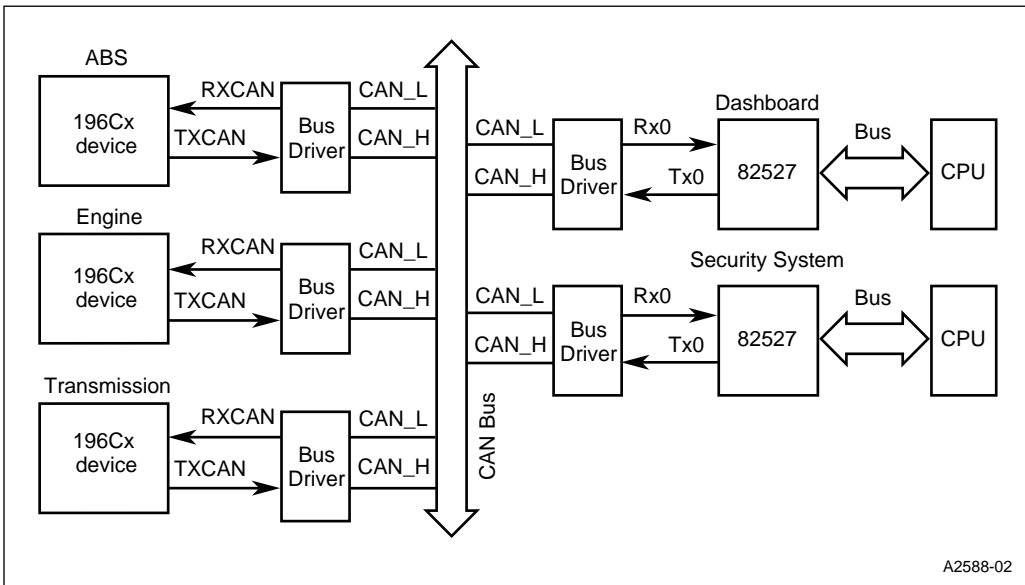 ABS
196Cx
device
RXCAN
TXCAN
Bus
Driver
CAN_L
CAN_H
Engine
196Cx
device
RXCAN
TXCAN
Bus
Driver
CAN_L
CAN_H
Transmission
196Cx
device
RXCAN
TXCAN
Bus
Driver
CAN_L
CAN_H
CAN Bus
Dashboard
CAN_L
CAN_H
Bus
Driver
Rx0
Tx0
82527
Bus
CPU
Security System
CAN_L
CAN_H
Bus
Driver
Rx0
Tx0
82527
Bus
CPU
A2588-02